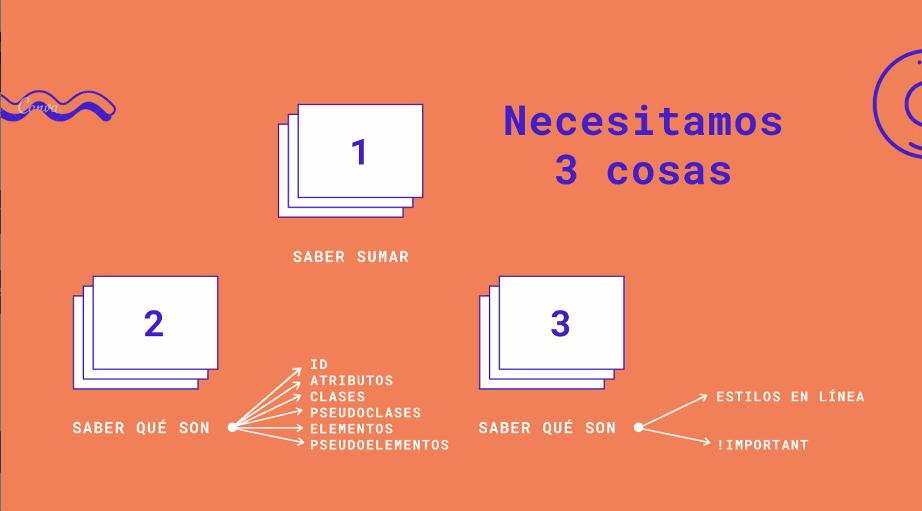 Canva
Necesitamos
3 cosas
1
SABER SUMAR
2
SABER QUÉ SON
ID
ATRIBUTOS
CLASES
PSEUDOCLASES
ELEMENTOS
PSEUDOELEMENTOS
3
SABER QUÉ SON
ESTILOS EN LÍNEA
!IMPORTANT